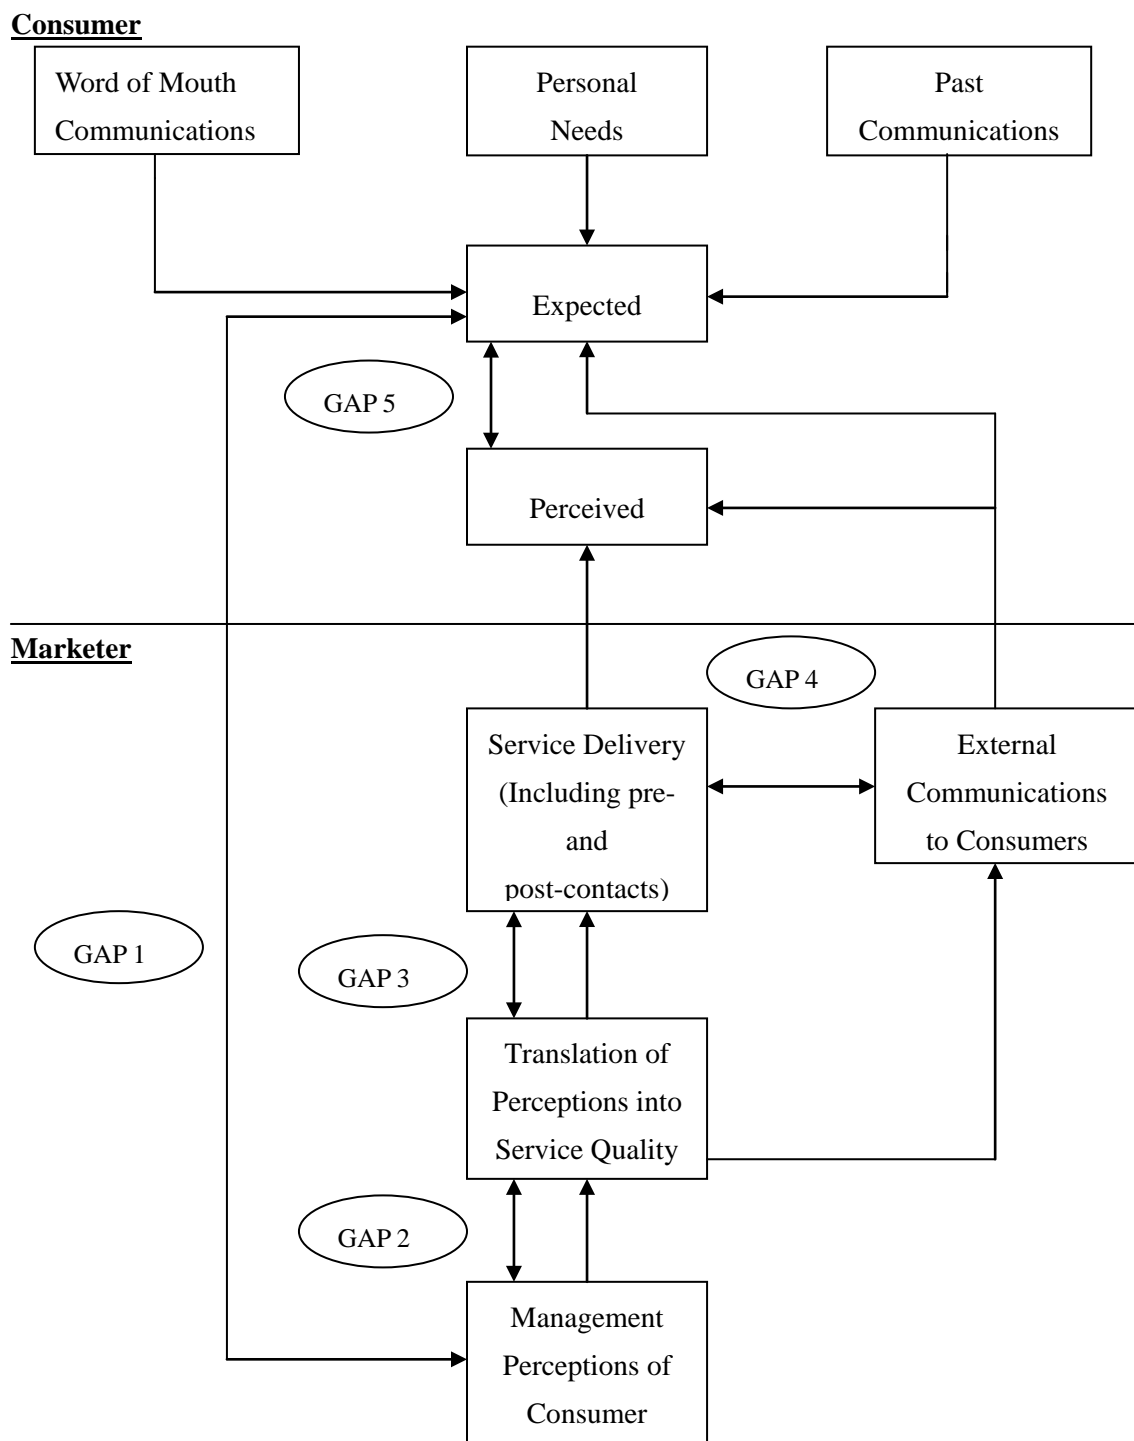 Consumer
Word of Mouth
Communications
Personal
Needs
Past
Communications
Expected
GAP 5
Perceived
Marketer
GAP 4
Service Delivery
(Including pre-
and
post-contacts)
External
Communications
to Consumers
GAP 1
GAP 3
Translation of
Perceptions into
Service Quality
GAP 2
Management
Perceptions of
Consumer